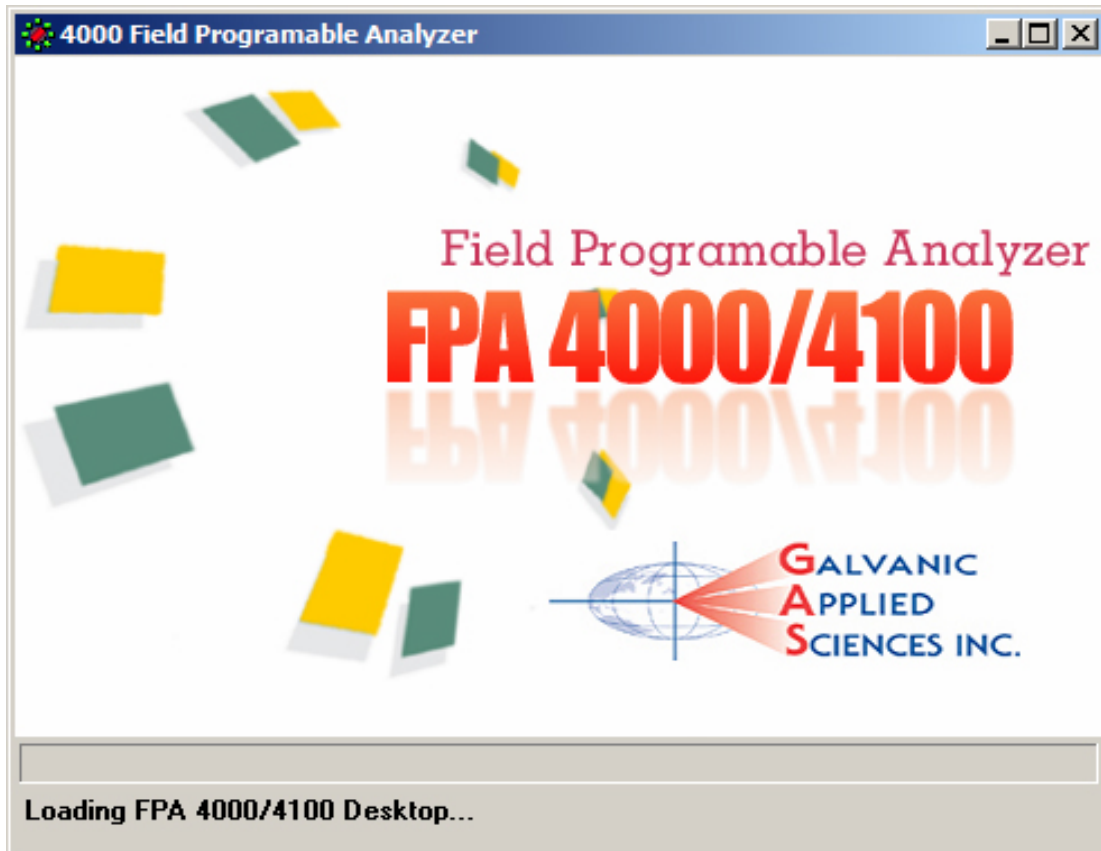 4000 Field Programable Analyzer
Field Programable Analyzer
FPA 4000/4100
GALVANIC
APPLIED
SCIENCES INC.
Loading FPA 4000/4100 Desktop...